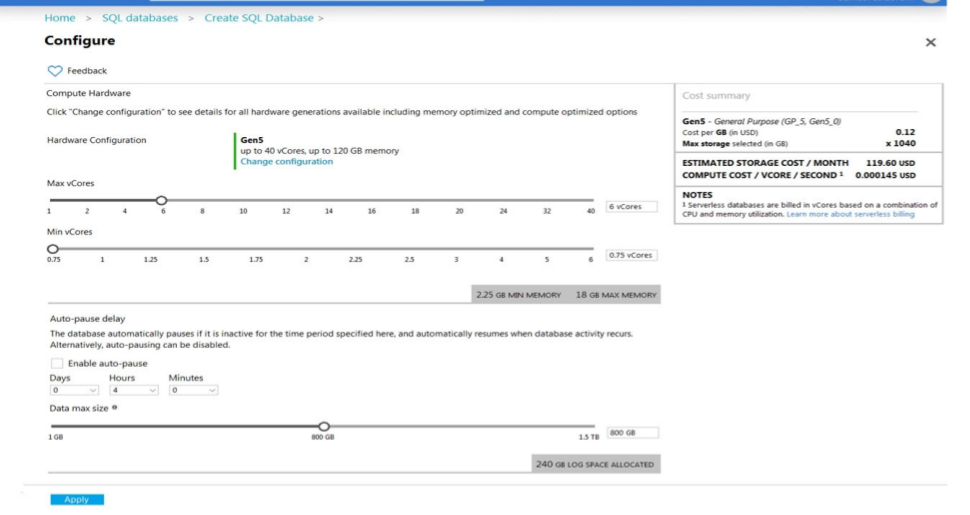 Home > SQL databases > Create SQL Database >
Configure
Feedback
Compute Hardware
Click "Change configuration" to see details for all hardware generations available including memory optimized and compute optimized options
Hardware Configuration
Gen5
up to 40 vCores, up to 120 GB memory
Change configuration
Max vCores
1 2 4 6 8 10 12 14 16 18 20 24 32 40
6 vCores
Min vCores
0.75 1 1.25 1.5 1.75 2 2.25 2.5 3 4 5 6
0.75 vCores
2.25 GB MIN MEMORY 18 GB MAX MEMORY
Auto-pause delay
The database automatically pauses if it is inactive for the time period specified here, and automatically resumes when database activity recurs.
Alternatively, auto-pausing can be disabled.
Enable auto-pause
Days Hours Minutes
0 4 0
Data max size
1 GB 800 GB 1.5 TB
800 GB
240 GB LOG SPACE ALLOCATED
Apply
Cost summary
Gen5 - General Purpose (GP_S, Gen5_0)
Cost per GB (in USD) 0.12
Max storage selected (in GB) x 1040
ESTIMATED STORAGE COST / MONTH 119.60 USD
COMPUTE COST / VCORE / SECOND ¹ 0.000145 USD
NOTES
¹ Serverless databases are billed in vCores based on a combination of
CPU and memory utilization. Learn more about serverless billing